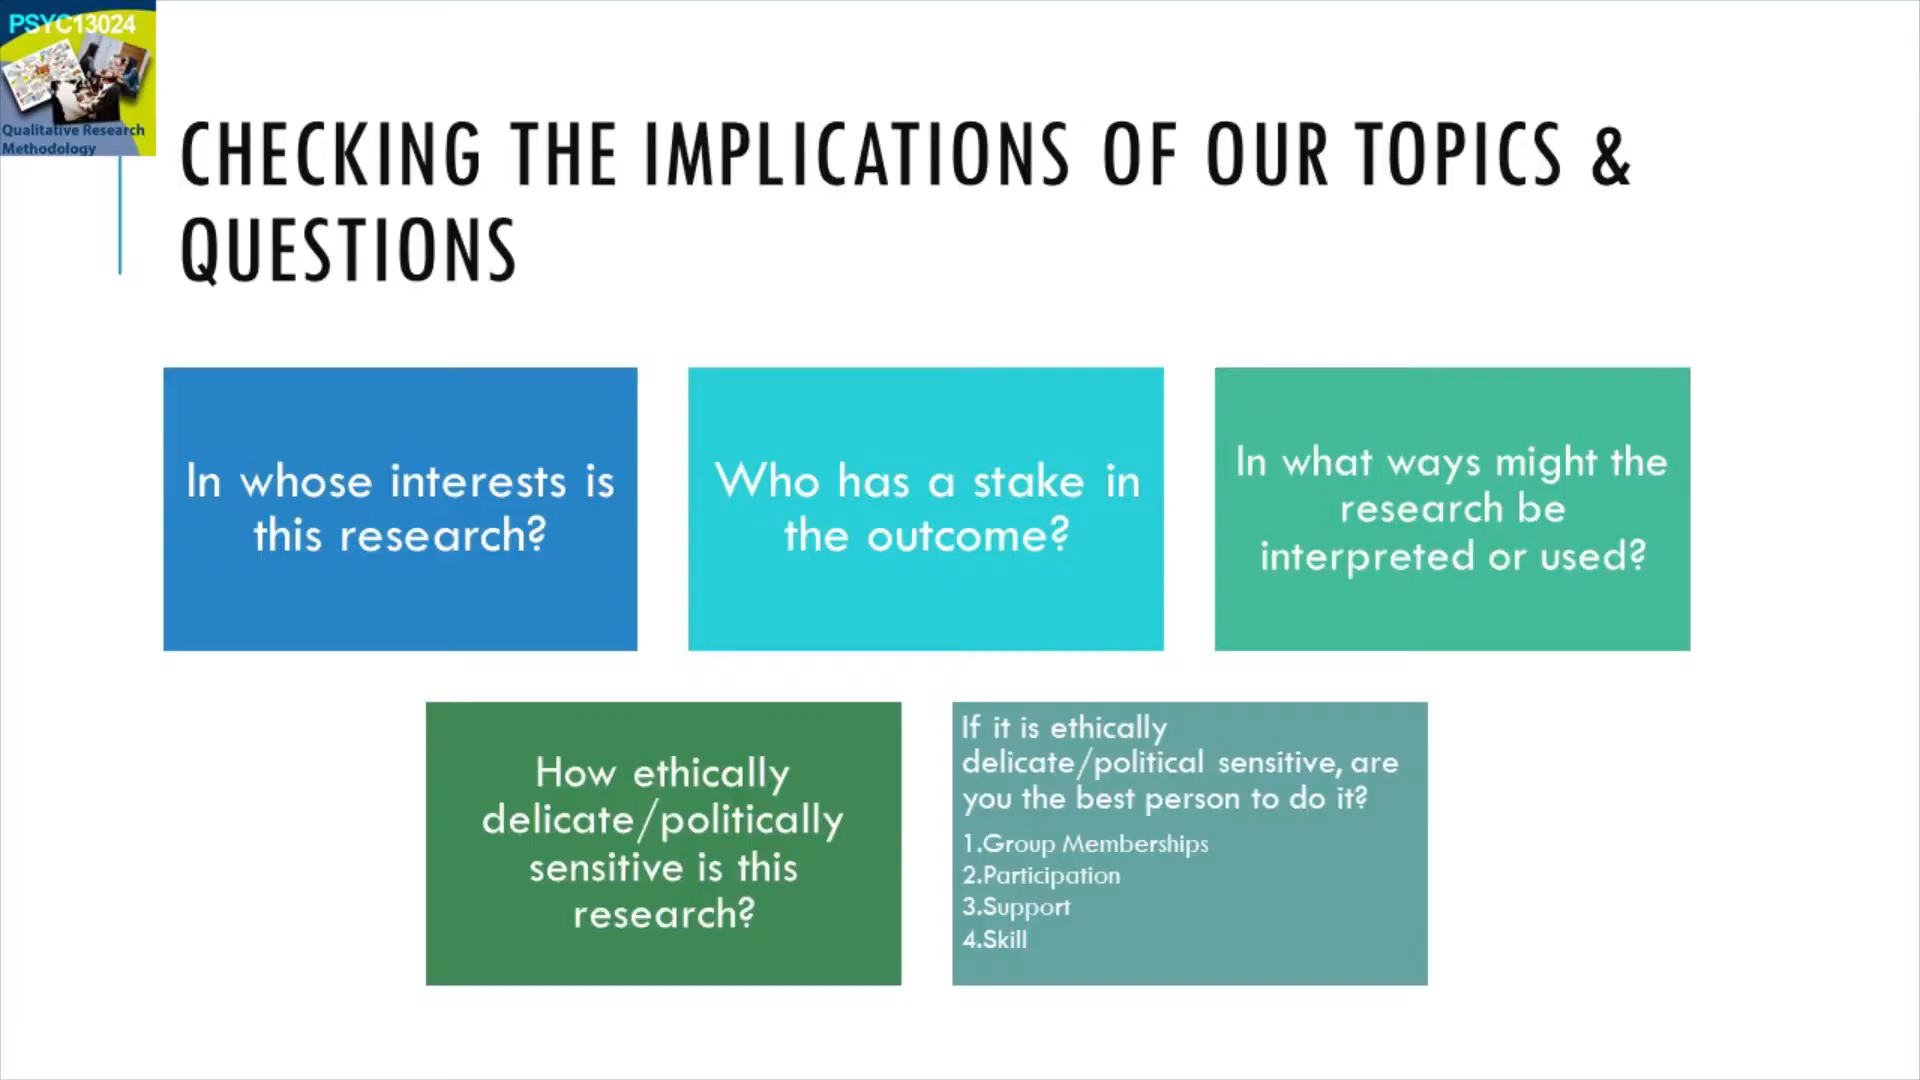 PSYC13024
Qualitative Research
Methodology
CHECKING THE IMPLICATIONS OF OUR TOPICS &
QUESTIONS
In whose interests is
this research?
Who has a stake in
the outcome?
In what ways might the
research be
interpreted or used?
How ethically
delicate/politically
sensitive is this
research?
If it is ethically
delicate/political sensitive, are
you the best person to do it?
1.Group Memberships
2.Participation
3.Support
4.Skill